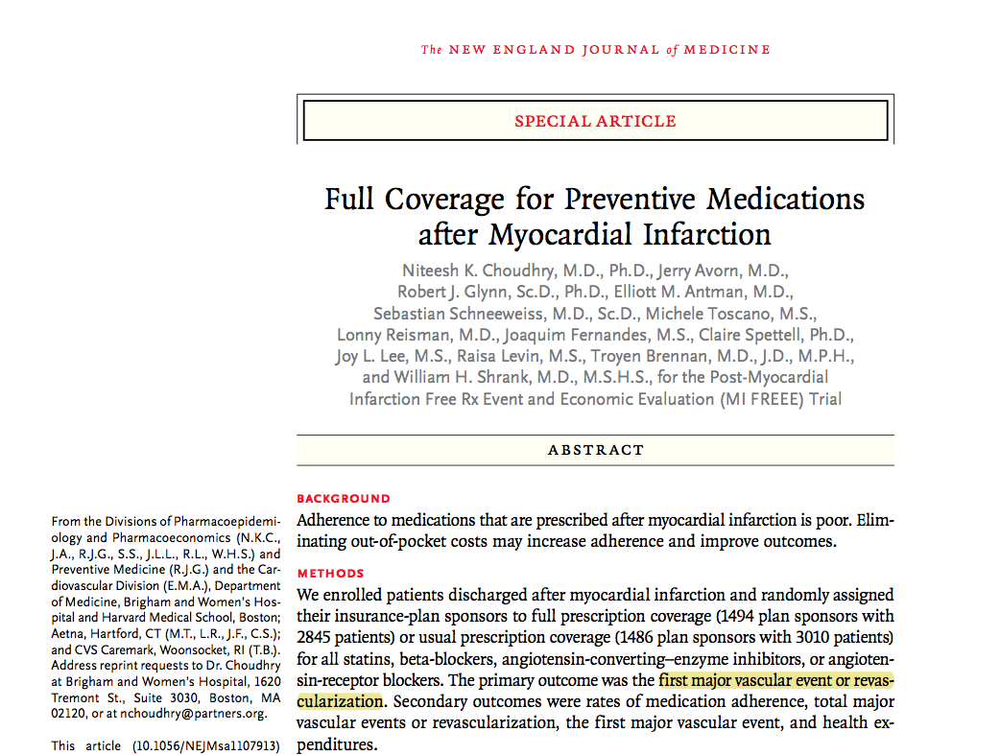 The NEW ENGLAND JOURNAL of MEDICINE
SPECIAL ARTICLE
Full Coverage for Preventive Medications
after Myocardial Infarction
Niteesh K. Choudhry, M.D., Ph.D., Jerry Avorn, M.D.,
Robert J. Glynn, Sc.D., Ph.D., Elliott M. Antman, M.D.,
Sebastian Schneeweiss, M.D., Sc.D., Michele Toscano, M.S.,
Lonny Reisman, M.D., Joaquim Fernandes, M.S., Claire Spettell, Ph.D.,
Joy L. Lee, M.S., Raisa Levin, M.S., Troyen Brennan, M.D., J.D., M.P.H.,
and William H. Shrank, M.D., M.S.H.S., for the Post-Myocardial
Infarction Free Rx Event and Economic Evaluation (MI FREEE) Trial
ABSTRACT
BACKGROUND
Adherence to medications that are prescribed after myocardial infarction is poor. Elim-
inating out-of-pocket costs may increase adherence and improve outcomes.
METHODS
We enrolled patients discharged after myocardial infarction and randomly assigned
their insurance-plan sponsors to full prescription coverage (1494 plan sponsors with
2845 patients) or usual prescription coverage (1486 plan sponsors with 3010 patients)
for all statins, beta-blockers, angiotensin-converting–enzyme inhibitors, or angioten-
sin-receptor blockers. The primary outcome was the first major vascular event or revas-
cularization. Secondary outcomes were rates of medication adherence, total major
vascular events or revascularization, the first major vascular event, and health ex-
penditures.
From the Divisions of Pharmacoepidemi-
ology and Pharmacoeconomics (N.K.C.,
J.A., R.J.G., S.S., J.L.L., R.L., W.H.S.) and
Preventive Medicine (R.J.G.) and the Car-
diovascular Division (E.M.A.), Department
of Medicine, Brigham and Women's Hos-
pital and Harvard Medical School, Boston;
Aetna, Hartford, CT (M.T., L.R., J.F., C.S.);
and CVS Caremark, Woonsocket, RI (T.B.).
Address reprint requests to Dr. Choudhry
at Brigham and Women's Hospital, 1620
Tremont St., Suite 3030, Boston, MA
02120, or at nchoudhry@partners.org.
This article (10.1056/NEJMsa1107913)